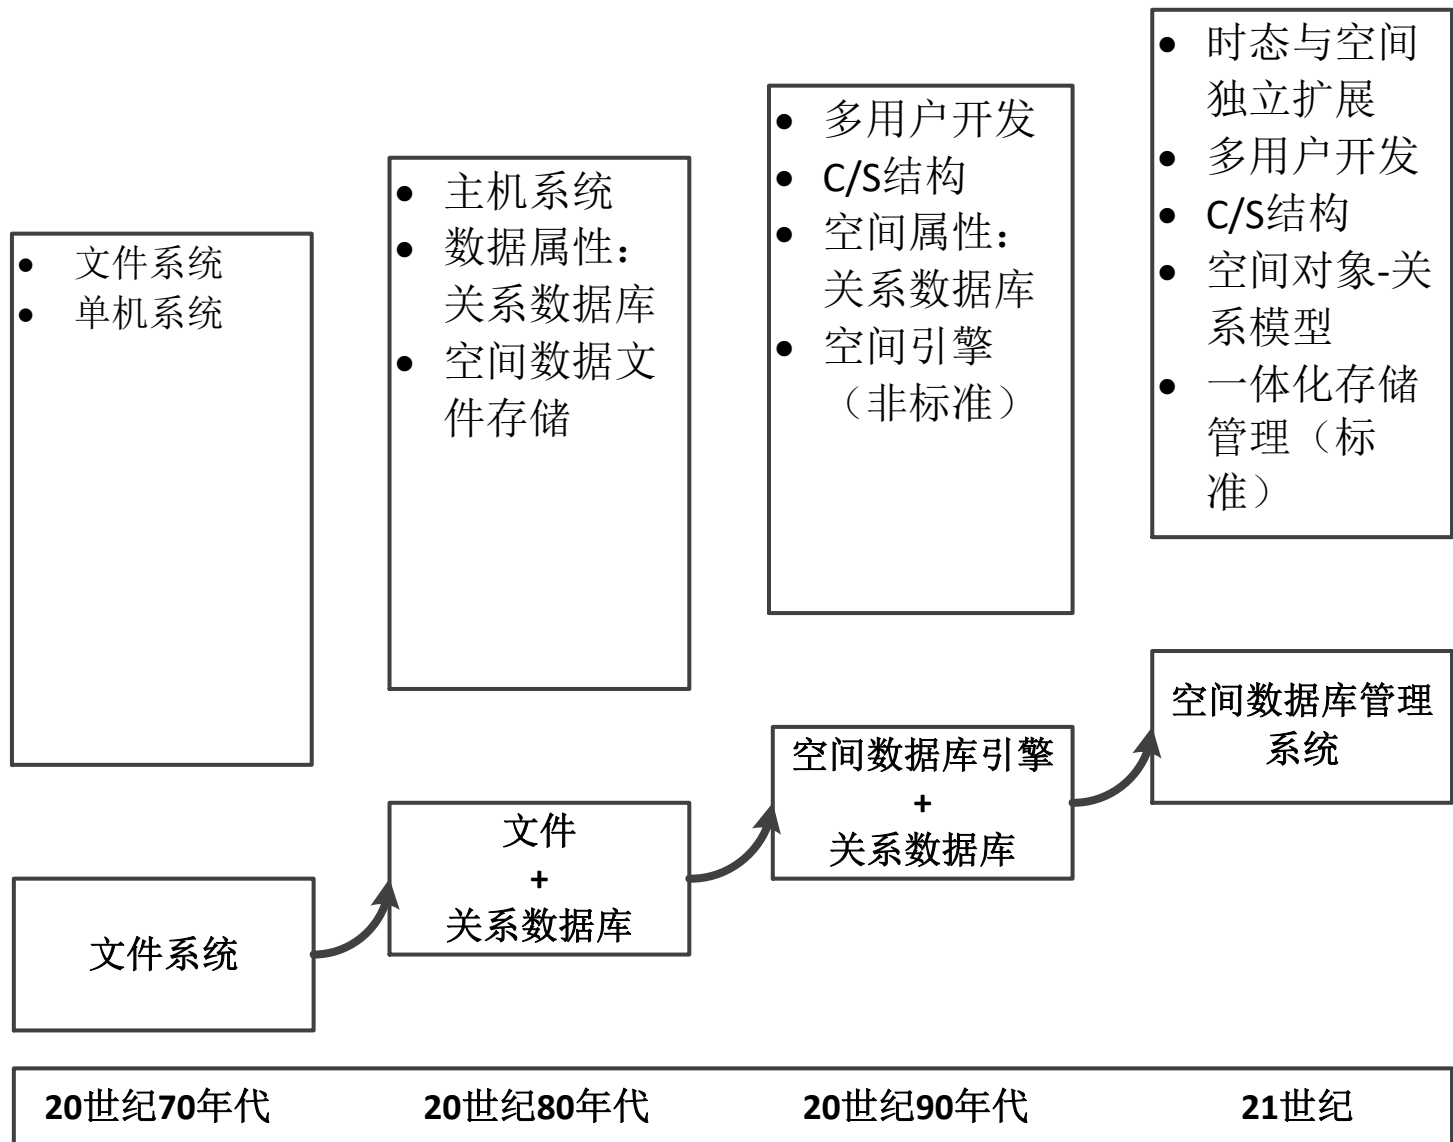 文件系统
单机系统
主机系统
数据属性：
关系数据库
空间数据文
件存储
多用户开发
C/S结构
空间属性：
关系数据库
空间引擎
（非标准）
时态与空间
独立扩展
多用户开发
C/S结构
空间对象-关
系模型
一体化存储
管理（标
准）
文件系统
文件
+
关系数据库
空间数据库引擎
+
关系数据库
空间数据库管理
系统
20世纪70年代
20世纪80年代
20世纪90年代
21世纪